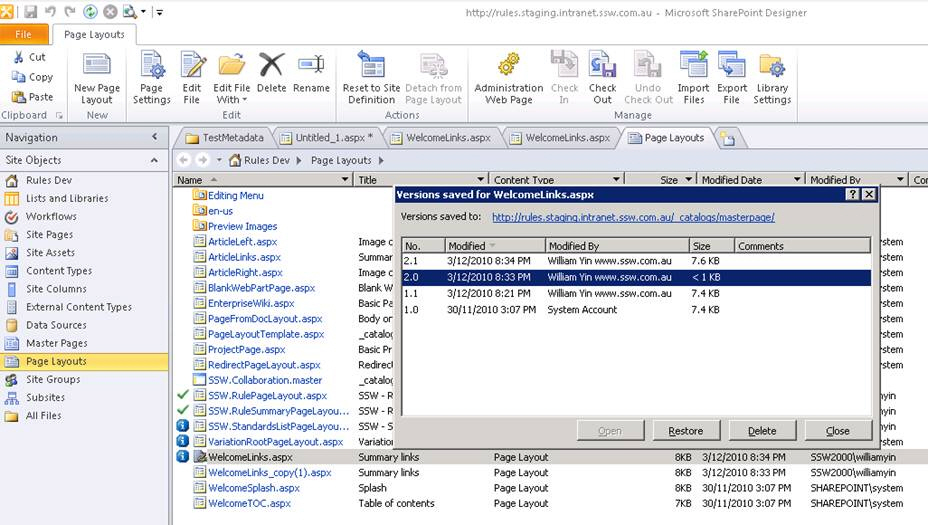 http://rules.staging.intranet.ssw.com.au/ - Microsoft SharePoint Designer
File Page Layouts
Cut
Copy
Paste
Clipboard
New Page Layout
New
Page Settings
Edit File
Edit File With
Delete
Rename
Edit
Reset to Site Definition
Detach from Page Layout
Actions
Administration Web Page
Check In
Check Out
Undo Check Out
Import Files
Export File
Library Settings
Manage
Navigation
TestMetadata Untitled_1.aspx * WelcomeLinks.aspx WelcomeLinks.aspx Page Layouts
Site Objects
Rules Dev
Lists and Libraries
Workflows
Site Pages
Site Assets
Content Types
Site Columns
External Content Types
Data Sources
Master Pages
Page Layouts
Site Groups
Subsites
All Files
Rules Dev Page Layouts
Name Title Content Type Size Modified Date Modified By Co
Editing Menu
en-us
Preview Images
ArticleLeft.aspx Image c ystem
ArticleLinks.aspx Summa ystem
ArticleRight.aspx Image c ystem
BlankWebPartPage.aspx Blank W ystem
EnterpriseWiki.aspx Basic Pa ystem
PageFromDocLayout.aspx Body or ystem
PageLayoutTemplate.aspx _catalog ystem
ProjectPage.aspx Basic Pr ystem
RedirectPageLayout.aspx Redirect ystem
SSW.Collaboration.master _catalog
SSW.RulePageLayout.aspx SSW - R yin
SSW.RuleSummaryPageLayou... SSW - R yin
SSW.StandardsListPageLayou... SSW - yin
VariationRootPageLayout.aspx Variation ystem
WelcomeLinks.aspx Summary links Page Layout 8KB 3/12/2010 8:34 PM SSW2000\williamyin
WelcomeLinks_copy(1).aspx Summary links Page Layout 8KB 3/12/2010 8:33 PM SSW2000\williamyin
WelcomeSplash.aspx Splash Page Layout 8KB 30/11/2010 3:07 PM SHAREPOINT\system
WelcomeTOC.aspx Table of contents Page Layout 7KB 30/11/2010 3:07 PM SHAREPOINT\system
Versions saved for WelcomeLinks.aspx
Versions saved to: http://rules.staging.intranet.ssw.com.au/_catalogs/masterpage/
No. Modified Modified By Size Comments
2.1 3/12/2010 8:34 PM William Yin www.ssw.com.au 7.6 KB
2.0 3/12/2010 8:33 PM William Yin www.ssw.com.au < 1 KB
1.1 3/12/2010 8:21 PM William Yin www.ssw.com.au 7.4 KB
1.0 30/11/2010 3:07 PM System Account 7.4 KB
Open Restore Delete Close